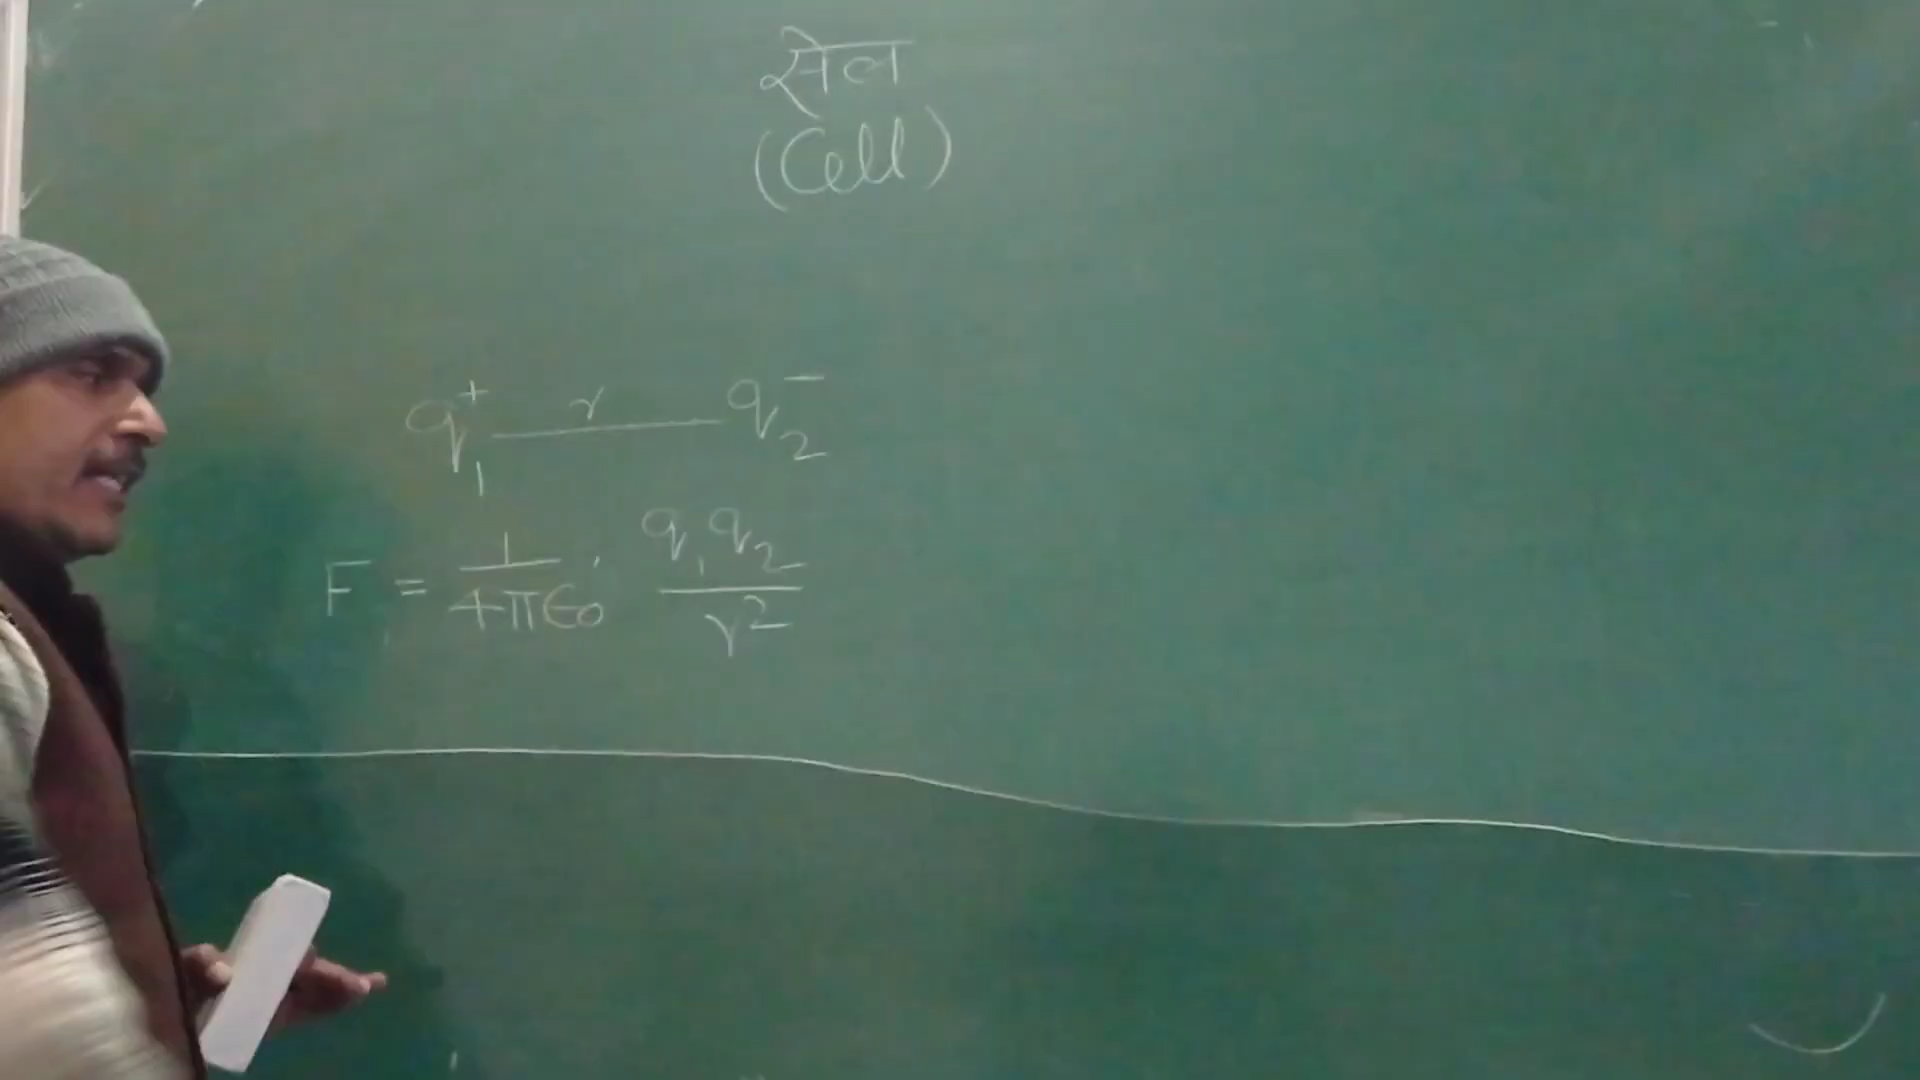 सेल
(Cell)
q₁⁺ r q₂⁻
F = 1/4πϵ₀ . q₁q₂/r²